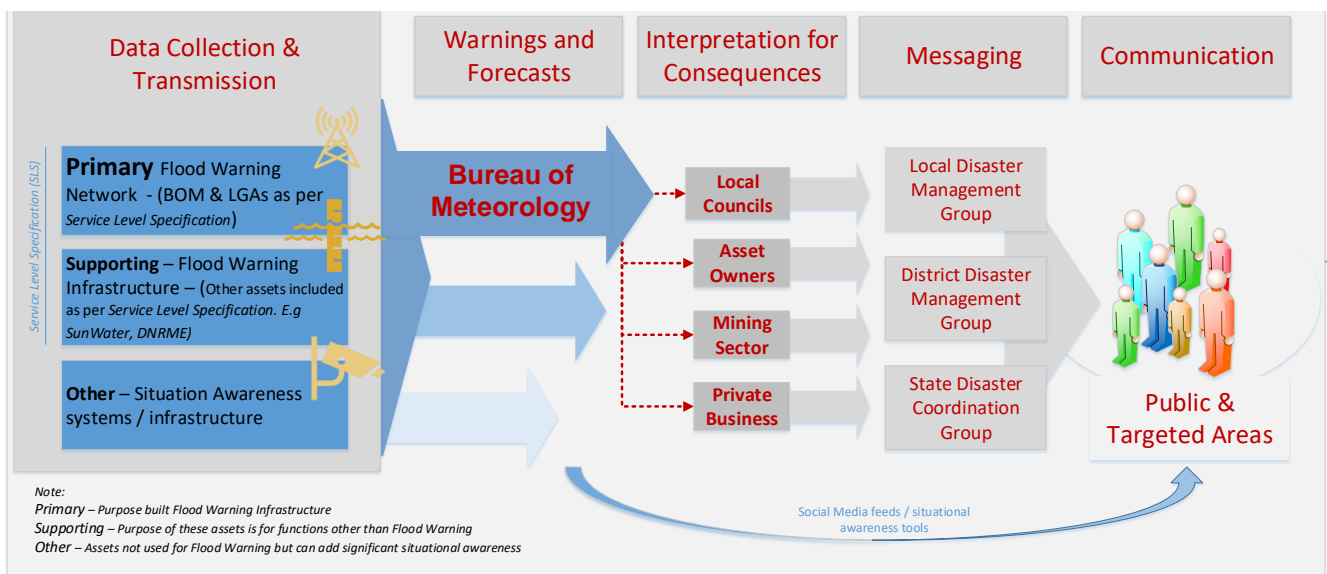 Data Collection &
Transmission
Warnings and
Forecasts
Interpretation for
Consequences
Messaging
Communication
Service Level Specification (SLS)
Primary Flood Warning
Network - (BOM & LGAs as per
Service Level Specification)
Supporting – Flood Warning
Infrastructure – (Other assets included
as per Service Level Specification. E.g
SunWater, DNRME)
Other – Situation Awareness
systems / infrastructure
Bureau of
Meteorology
Local
Councils
Asset
Owners
Mining
Sector
Private
Business
Local Disaster
Management
Group
District Disaster
Management
Group
State Disaster
Coordination
Group
Public &
Targeted Areas
Social Media feeds / situational
awareness tools
Note:
Primary – Purpose built Flood Warning Infrastructure
Supporting – Purpose of these assets is for functions other than Flood Warning
Other – Assets not used for Flood Warning but can add significant situational awareness